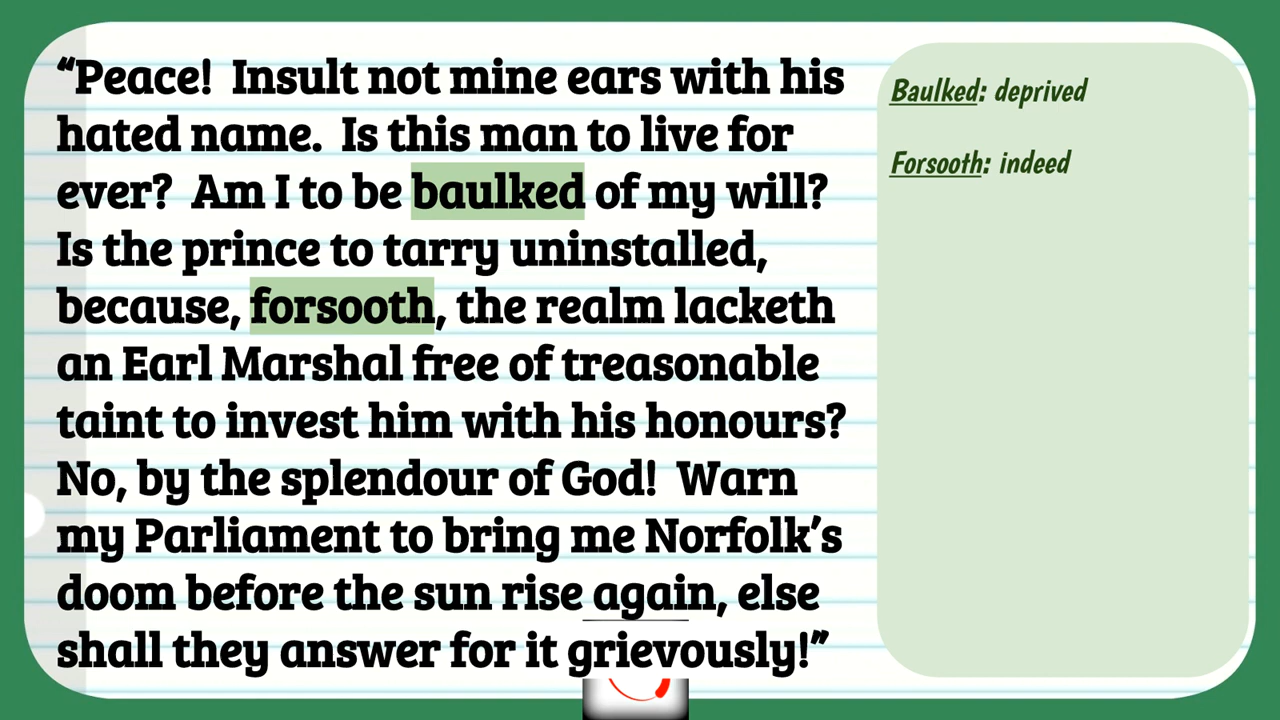 “Peace! Insult not mine ears with his
hated name. Is this man to live for
ever? Am I to be baulked of my will?
Is the prince to tarry uninstalled,
because, forsooth, the realm lacketh
an Earl Marshal free of treasonable
taint to invest him with his honours?
No, by the splendour of God! Warn
my Parliament to bring me Norfolk’s
doom before the sun rise again, else
shall they answer for it grievously!”
Baulked: deprived
Forsooth: indeed